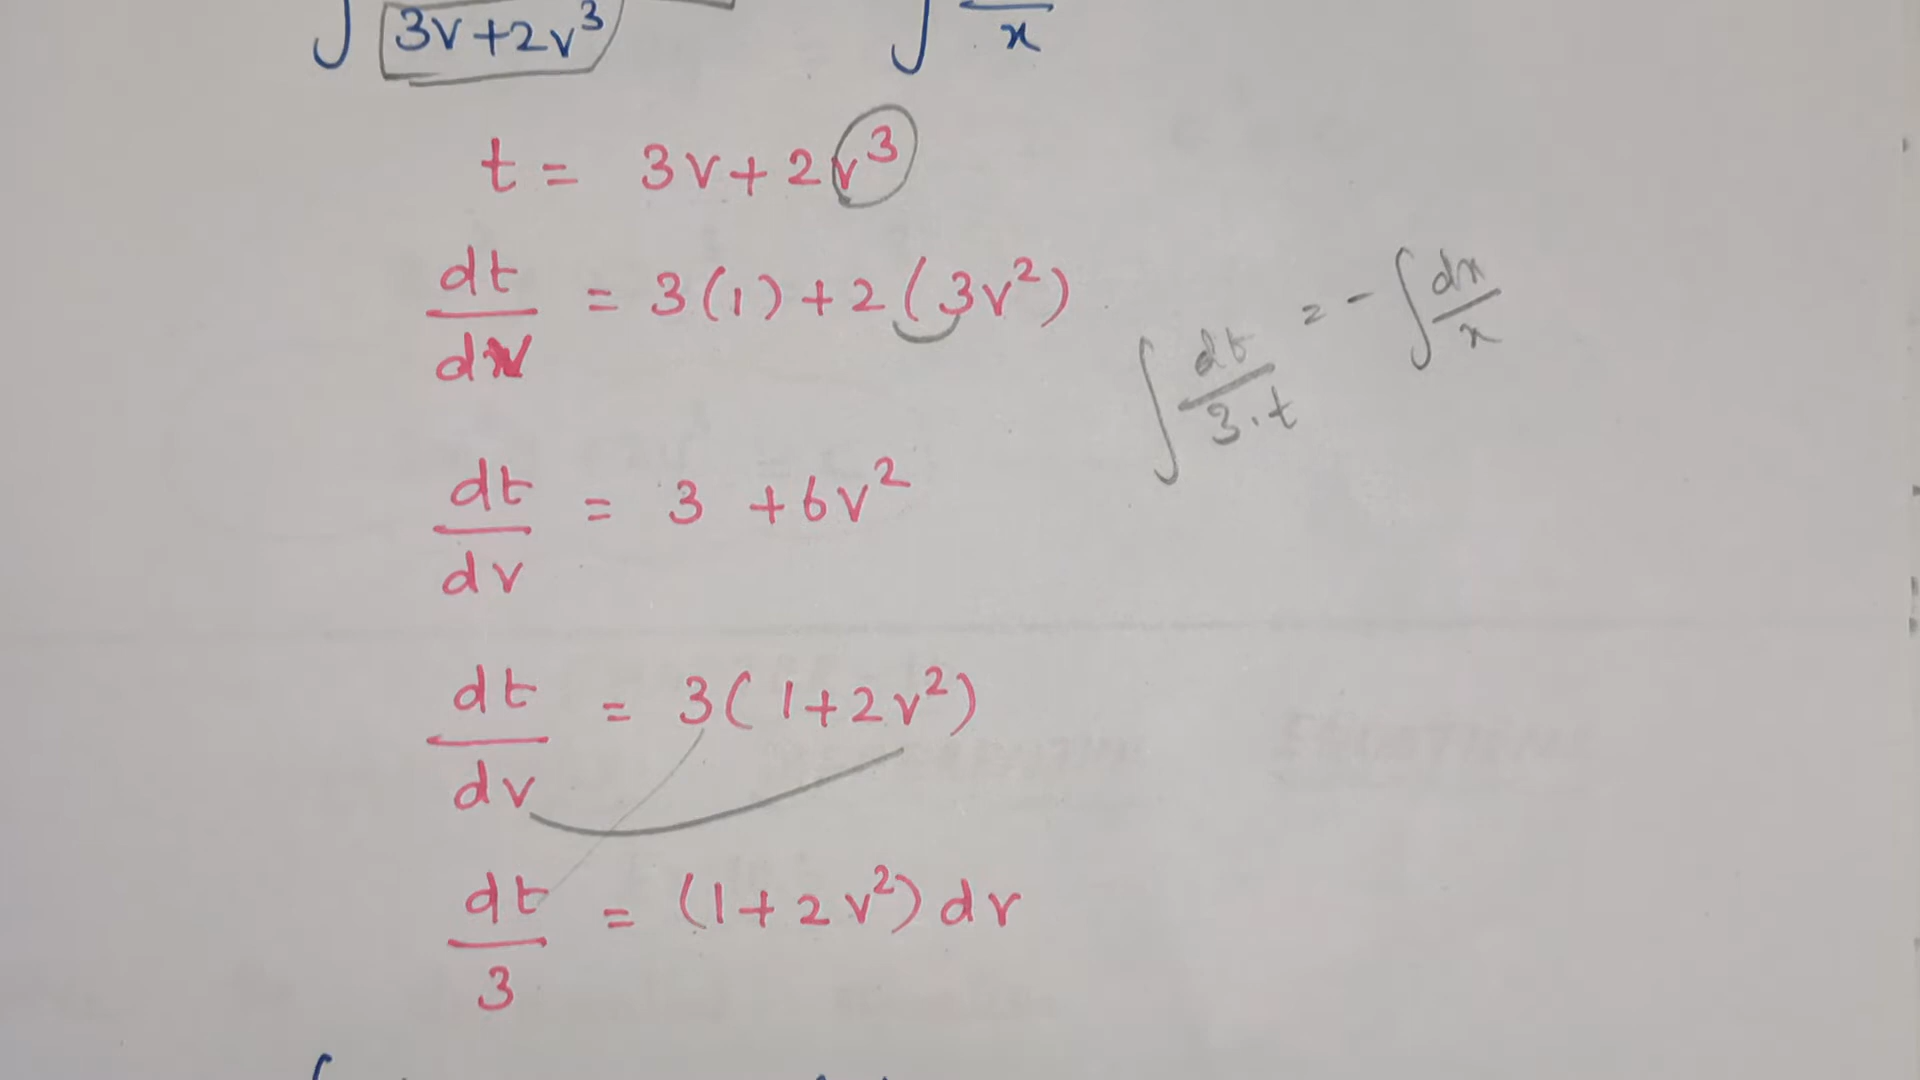 ∫ 3v+2v³ ∫ x
t = 3v+2v³
dt/dv = 3(1)+2(3v²)
∫ dt/3.t = - ∫ dx/x
dt/dv = 3 +6v²
dt/dv = 3(1+2v²)
dt/3 = (1+2v²)dv